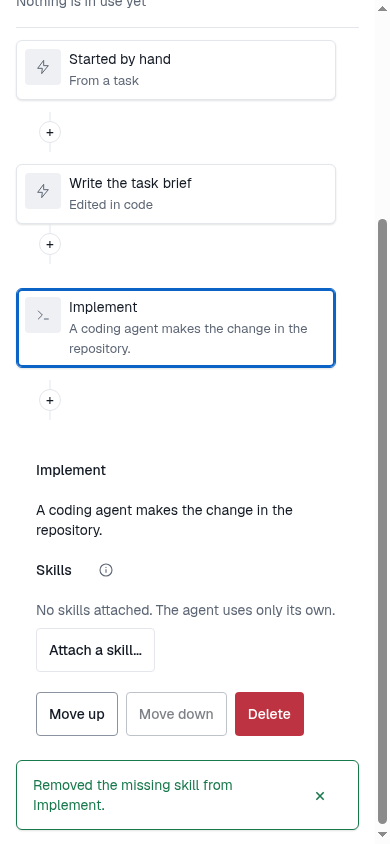 Nothing is in use yet
Started by hand
From a task
+
Write the task brief
Edited in code
+
Implement
A coding agent makes the change in the
repository.
+
Implement
A coding agent makes the change in the
repository.
Skills
No skills attached. The agent uses only its own.
Attach a skill...
Move up
Move down
Delete
Removed the missing skill from
Implement.